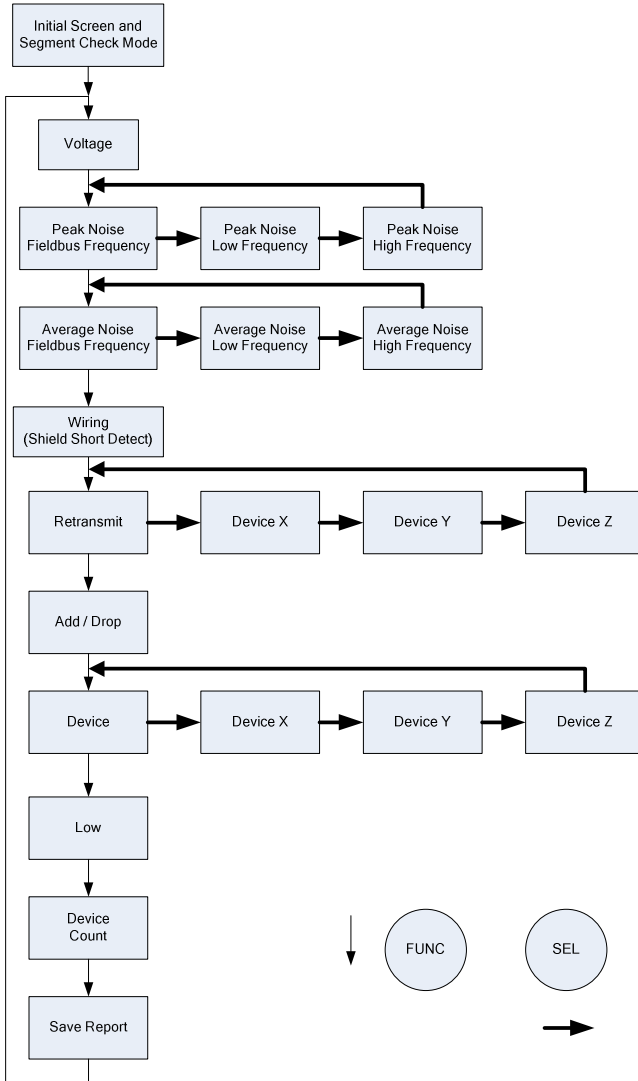 Initial Screen and
Segment Check Mode
Voltage
Peak Noise
Fieldbus Frequency
Peak Noise
Low Frequency
Peak Noise
High Frequency
Average Noise
Fieldbus Frequency
Average Noise
Low Frequency
Average Noise
High Frequency
Wiring
(Shield Short Detect)
Retransmit
Device X
Device Y
Device Z
Add / Drop
Device
Device X
Device Y
Device Z
Low
Device
Count
FUNC
SEL
Save Report